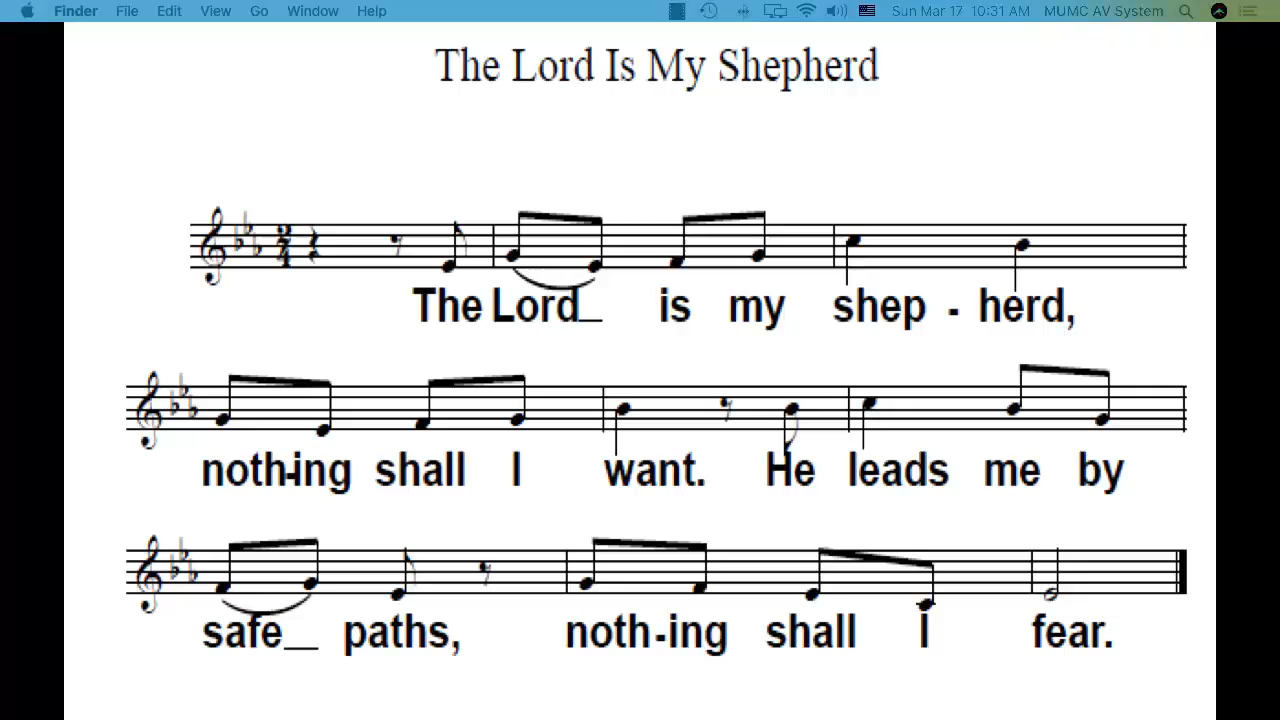 Finder File Edit View Go Window Help Sun Mar 17 10:31 AM MUMC AV System
The Lord Is My Shepherd
2
4
The Lord_ is my shep - herd,
noth-ing shall I want. He leads me by
safe_ paths, noth-ing shall I fear.